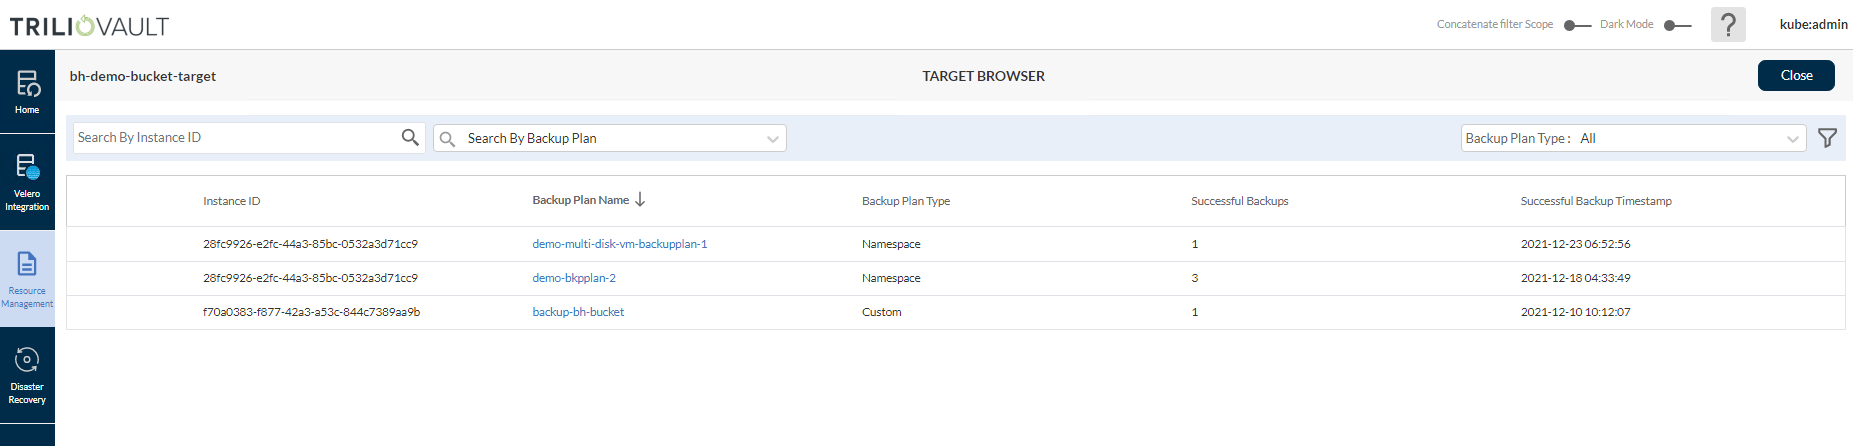 TRILIOVAULT
Concatenate filter Scope
Dark Mode
?
kube:admin
bh-demo-bucket-target
TARGET BROWSER
Close
Home
Velero
Integration
Resource
Management
Disaster
Recovery
Search By Instance ID
Search By Backup Plan
Backup Plan Type : All
Instance ID Backup Plan Name Backup Plan Type Successful Backups Successful Backup Timestamp
28fc9926-e2fc-44a3-85bc-0532a3d71cc9 demo-multi-disk-vm-backupplan-1 Namespace 1 2021-12-23 06:52:56
28fc9926-e2fc-44a3-85bc-0532a3d71cc9 demo-bkpplan-2 Namespace 3 2021-12-18 04:33:49
f70a0383-f877-42a3-a53c-844c7389aa9b backup-bh-bucket Custom 1 2021-12-10 10:12:07